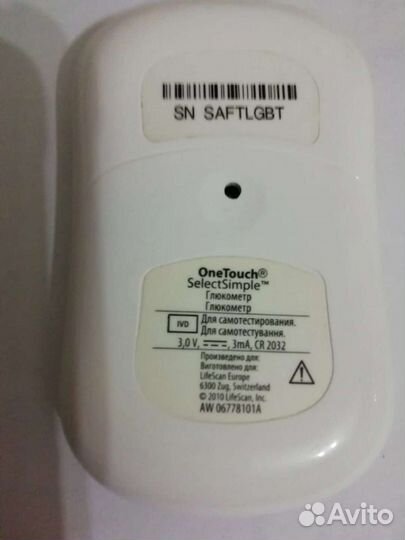 SN SAFTLGBT
OneTouch®
SelectSimple™
Глюкометр
Глюкометр
IVD
Для самотестирования.
Для самотестування.
3,0 V, 3mA, CR 2032
Произведено для:
Виготовлено для:
LifeScan Europe
6300 Zug, Switzerland
© 2010 LifeScan, Inc.
AW 06778101A
Avito